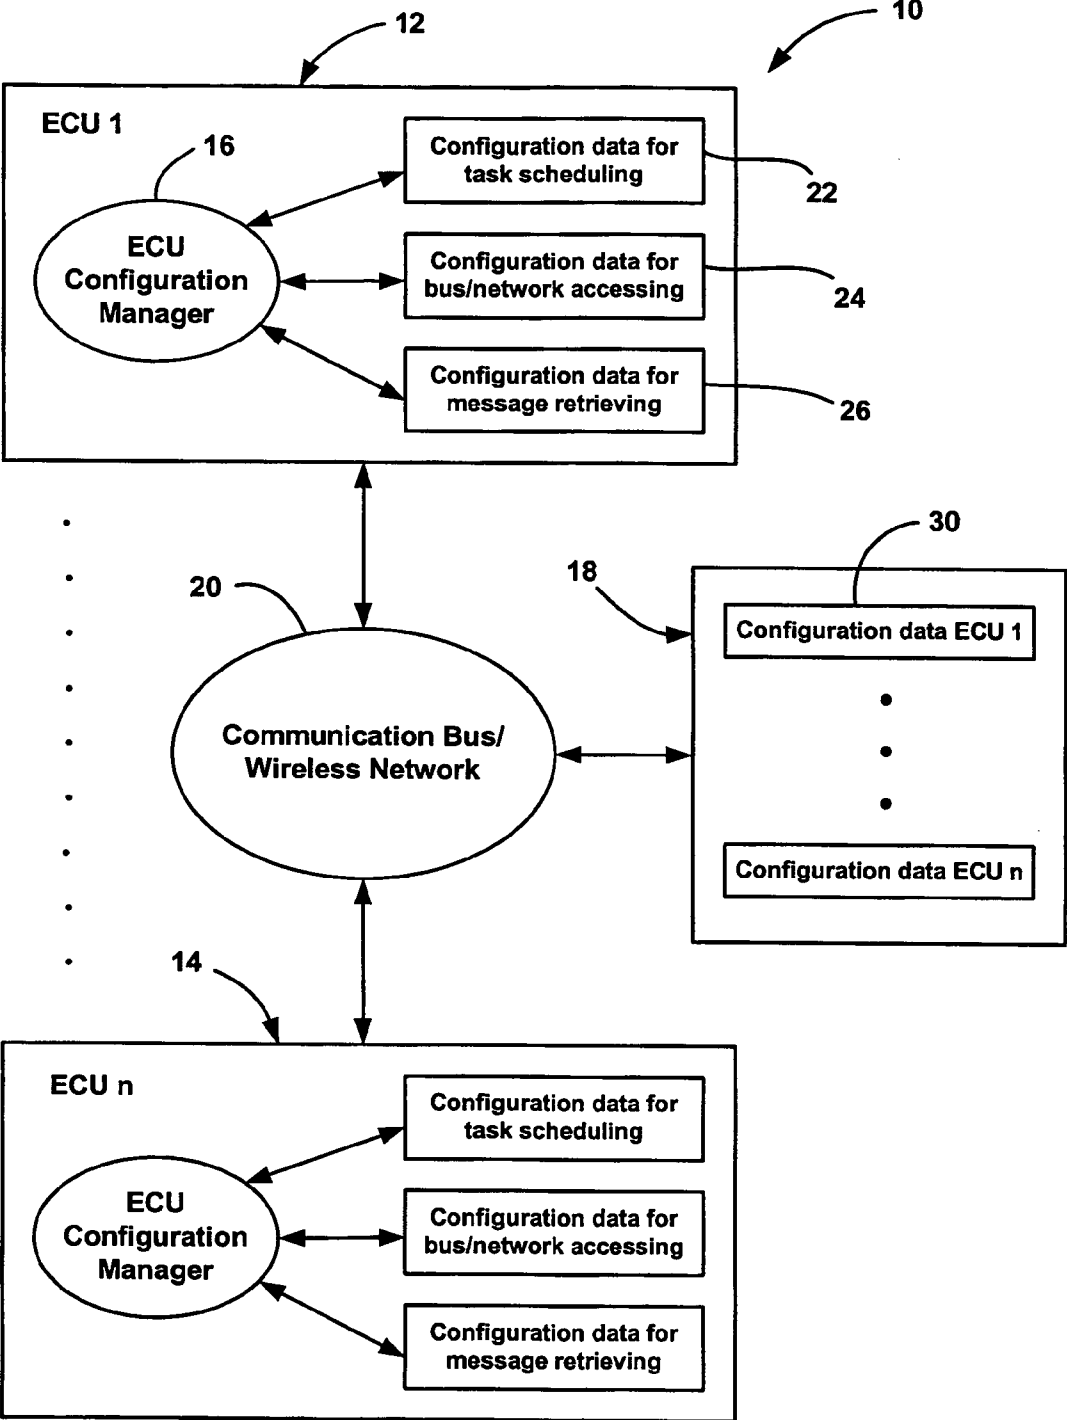 10
12
ECU 1
16
Configuration data for
task scheduling
22
ECU
Configuration
Manager
Configuration data for
bus/network accessing
24
Configuration data for
message retrieving
26
30
18
20
Configuration data ECU 1
Communication Bus/
Wireless Network
Configuration data ECU n
14
ECU n
Configuration data for
task scheduling
ECU
Configuration
Manager
Configuration data for
bus/network accessing
Configuration data for
message retrieving